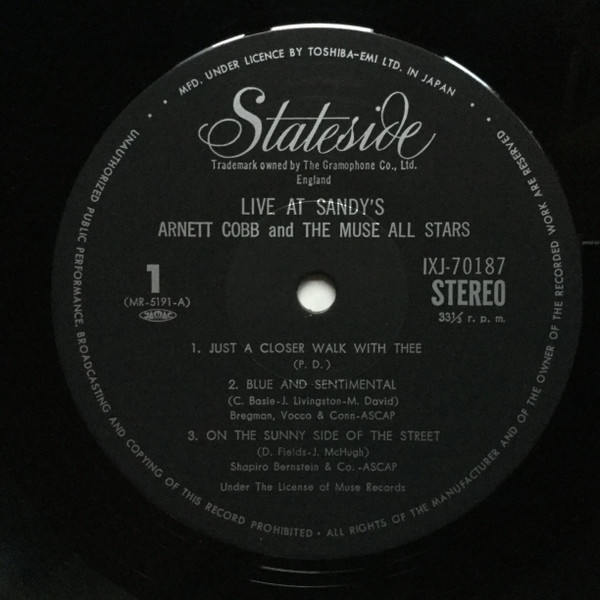 MFD. UNDER LICENCE BY TOSHIBA-EMI LTD. IN JAPAN
Stateside
Trademark owned by The Gramophone Co., Ltd.
England
LIVE AT SANDY'S
ARNETT COBB and THE MUSE ALL STARS
1
(MR-5191-A)
JASRAC
IXJ-70187
STEREO
33⅓ r. p. m.
1. JUST A CLOSER WALK WITH THEE
(P. D.)
2. BLUE AND SENTIMENTAL
(C. Basie-J. Livingston-M. David)
Bregman, Vocco & Conn-ASCAP
3. ON THE SUNNY SIDE OF THE STREET
(D. Fields-J. McHugh)
Shapiro Bernstein & Co. -ASCAP
Under The License of Muse Records
UNAUTHORIZED PUBLIC PERFORMANCE, BROADCASTING AND COPYING OF THIS RECORD PROHIBITED • ALL RIGHTS OF THE MANUFACTURER AND OF THE OWNER OF THE RECORDED WORK ARE RESERVED